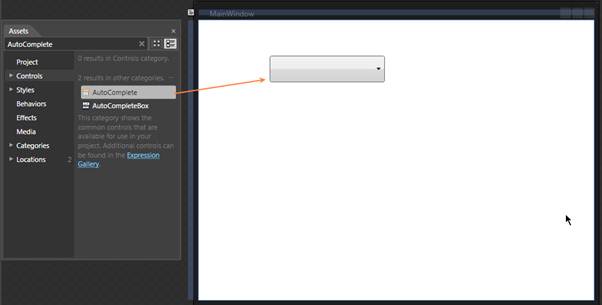 MainWindow
Assets
AutoComplete
Project
Controls
Styles
Behaviors
Effects
Media
Categories
Locations 2
0 results in Controls category.
2 results in other categories.
AutoComplete
AutoCompleteBox
This category shows the
common controls that are
available for use in your
project. Additional controls can
be found in the Expression
Gallery.